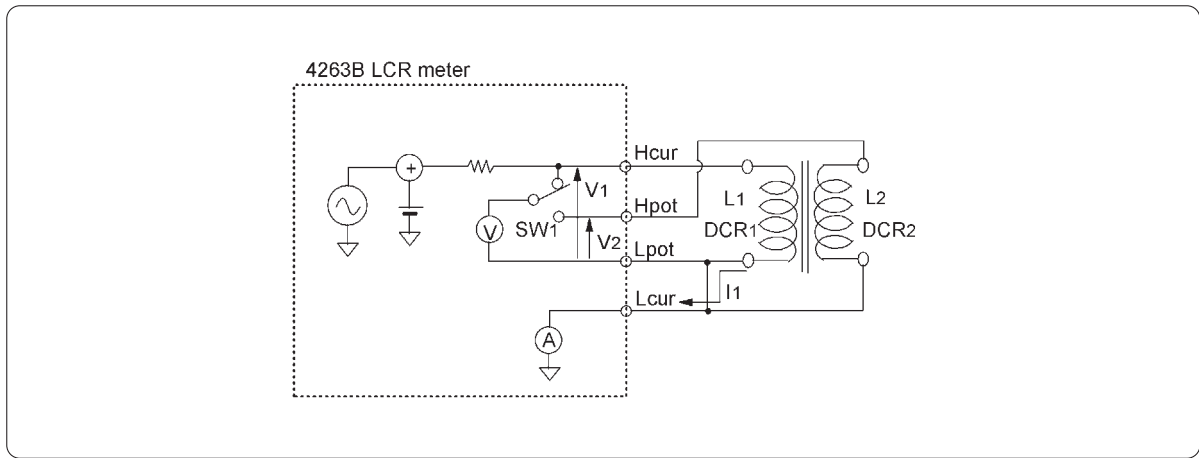 4263B LCR meter
Hcur
V1
L1
L2
Hpot
SW1
DCR1
DCR2
V
V2
Lpot
Lcur
I1
A